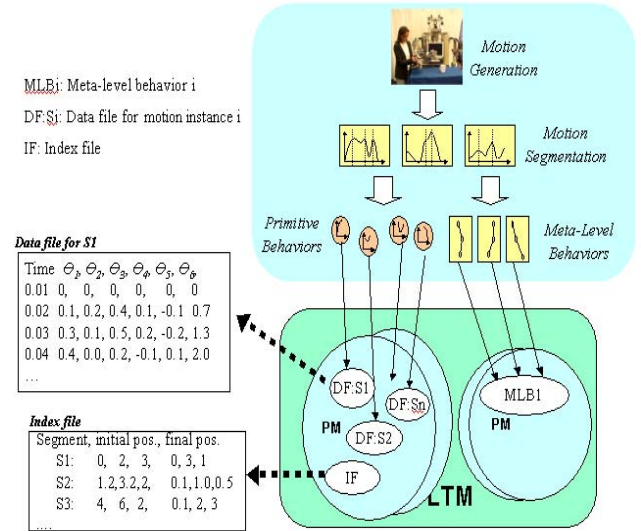 MLBi: Meta-level behavior i
DF:Si: Data file for motion instance i
IF: Index file
Motion
Generation
Motion
Segmentation
Primitive
Behaviors
Meta-Level
Behaviors
Data file for S1
Time Θ1, Θ2, Θ3, Θ4, Θ5, Θ6,
0.01 0, 0, 0, 0, 0, 0
0.02 0.1, 0.2, 0.4, 0.1, -0.1 0.7
0.03 0.3, 0.1, 0.5, 0.2, -0.2, 1.3
0.04 0.4, 0.0, 0.2, -0.1, 0.1, 2.0
...
Index file
Segment, initial pos., final pos.
S1: 0, 2, 3, 0, 3, 1
S2: 1.2,3.2,2, 0.1,1.0,0.5
S3: 4, 6, 2, 0.1, 2, 3
....
DF:S1
DF:Sn
PM
DF:S2
IF
MLB1
PM
LTM